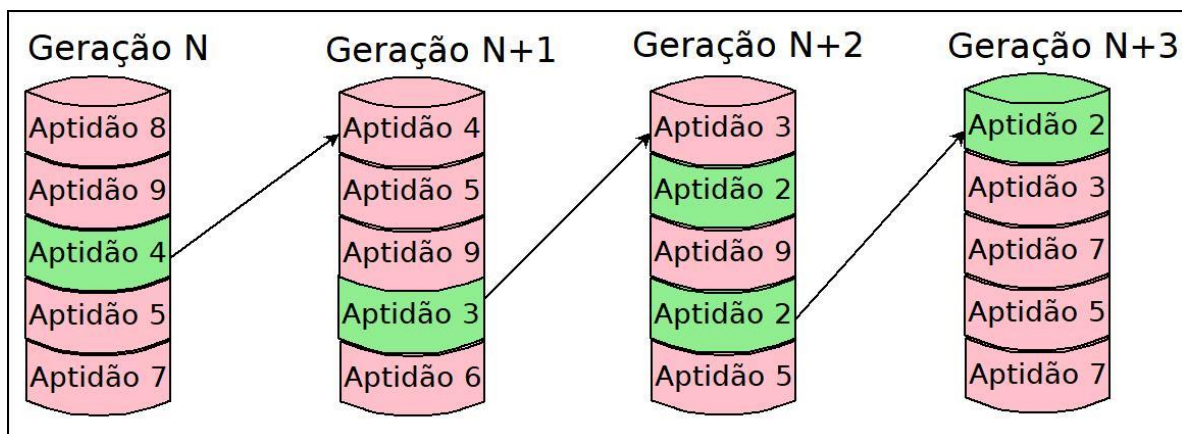 Geração N
Aptidão 8
Aptidão 9
Aptidão 4
Aptidão 5
Aptidão 7
Geração N+1
Aptidão 4
Aptidão 5
Aptidão 9
Aptidão 3
Aptidão 6
Geração N+2
Aptidão 3
Aptidão 2
Aptidão 9
Aptidão 2
Aptidão 5
Geração N+3
Aptidão 2
Aptidão 3
Aptidão 7
Aptidão 5
Aptidão 7